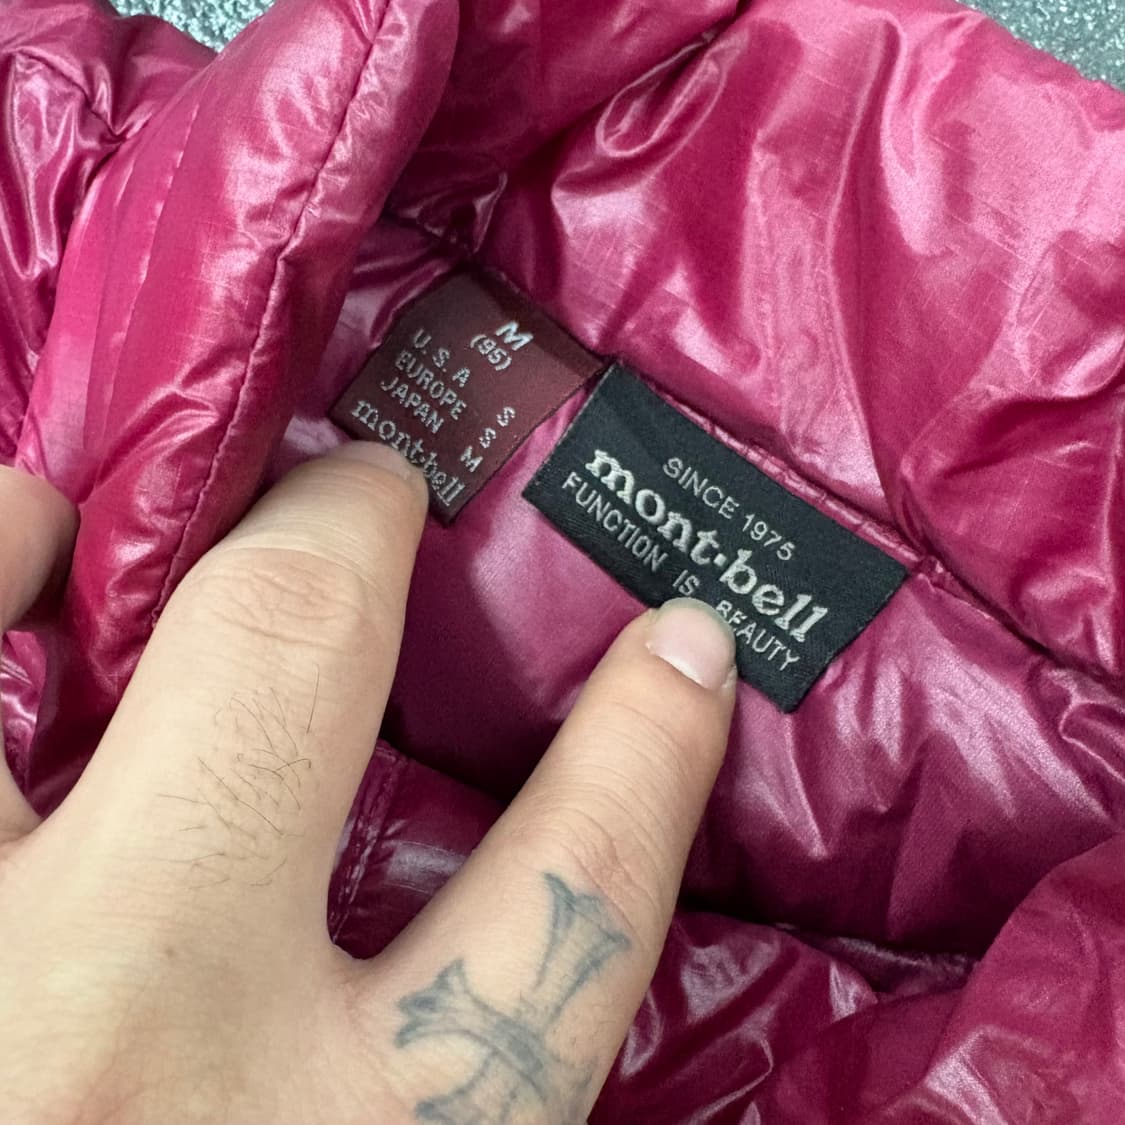 M
(95)
U.S.A S
EUROPE S
JAPAN M
mont·bell
SINCE 1975
mont·bell
FUNCTION IS BEAUTY